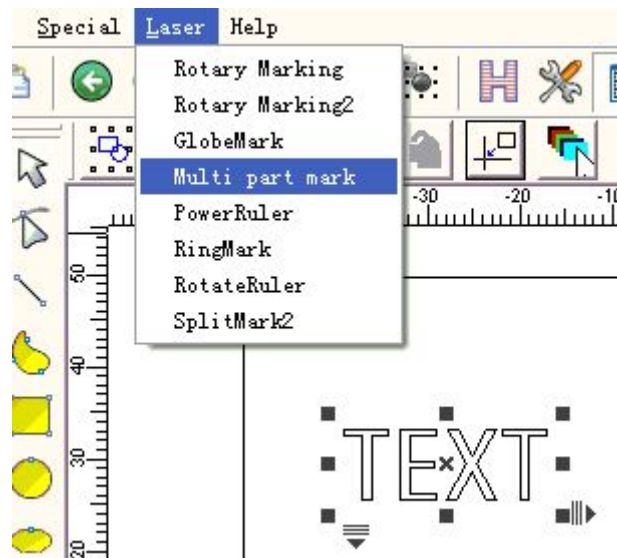 Special Laser Help
Rotary Marking
Rotary Marking2
GlobeMark
Multi part mark
PowerRuler
RingMark
RotateRuler
SplitMark2
-30 -20 -10
50
40
30
20
TEXT